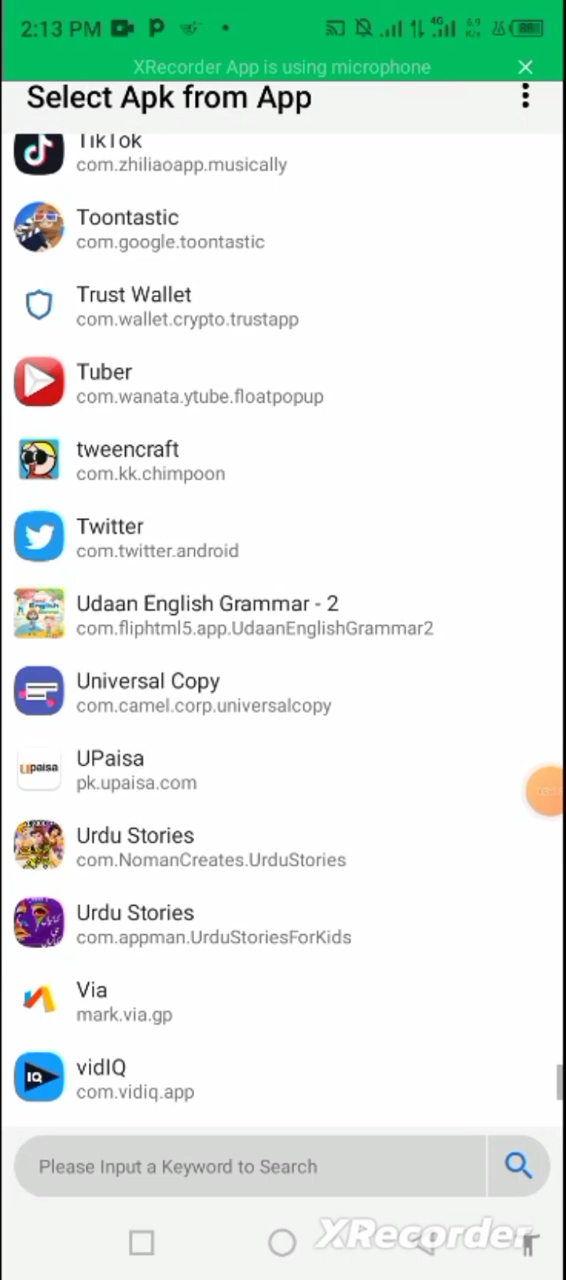 2:13 PM
4G
XRecorder App is using microphone
Select Apk from App
TikTok
com.zhiliaoapp.musically
Toontastic
com.google.toontastic
Trust Wallet
com.wallet.crypto.trustapp
Tuber
com.wanata.ytube.floatpopup
tweencraft
com.kk.chimpoon
Twitter
com.twitter.android
Udaan English Grammar - 2
com.fliphtml5.app.UdaanEnglishGrammar2
Universal Copy
com.camel.corp.universalcopy
Upaisa
UPaisa
pk.upaisa.com
Urdu Stories
com.NomanCreates.UrduStories
Urdu Stories
com.appman.UrduStoriesForKids
Via
mark.via.gp
IQ
vidIQ
com.vidiq.app
Please Input a Keyword to Search
XRecorder